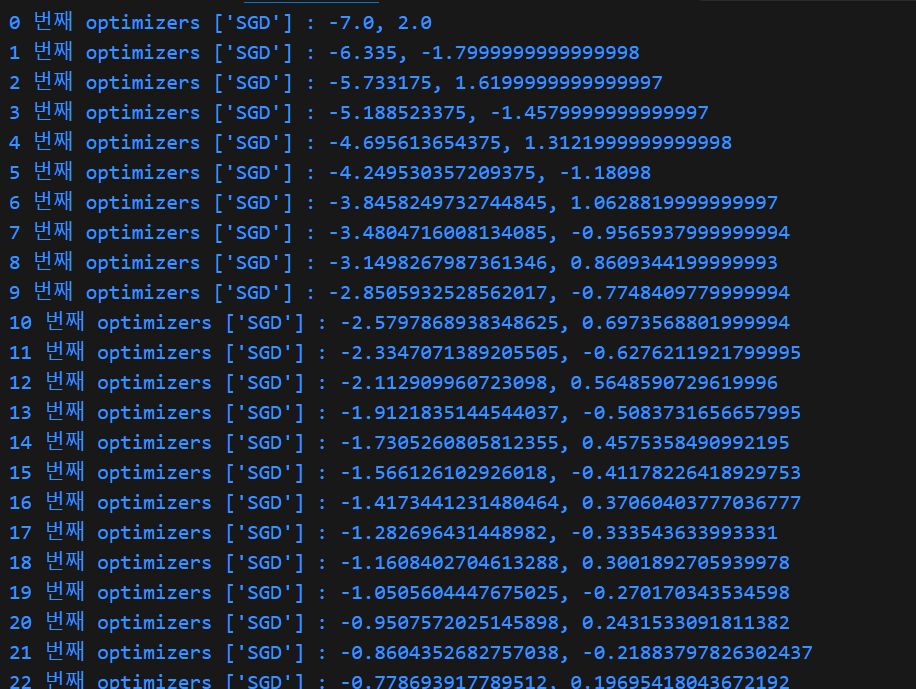 0 번째 optimizers ['SGD'] : -7.0, 2.0
1 번째 optimizers ['SGD'] : -6.335, -1.7999999999999998
2 번째 optimizers ['SGD'] : -5.733175, 1.6199999999999997
3 번째 optimizers ['SGD'] : -5.188523375, -1.4579999999999997
4 번째 optimizers ['SGD'] : -4.695613654375, 1.3121999999999998
5 번째 optimizers ['SGD'] : -4.249530357209375, -1.18098
6 번째 optimizers ['SGD'] : -3.8458249732744845, 1.0628819999999997
7 번째 optimizers ['SGD'] : -3.4804716008134085, -0.9565937999999994
8 번째 optimizers ['SGD'] : -3.1498267987361346, 0.8609344199999993
9 번째 optimizers ['SGD'] : -2.8505932528562017, -0.7748409779999994
10 번째 optimizers ['SGD'] : -2.5797868938348625, 0.6973568801999994
11 번째 optimizers ['SGD'] : -2.3347071389205505, -0.6276211921799995
12 번째 optimizers ['SGD'] : -2.112909960723098, 0.5648590729619996
13 번째 optimizers ['SGD'] : -1.9121835144544037, -0.5083731656657995
14 번째 optimizers ['SGD'] : -1.7305260805812355, 0.4575358490992195
15 번째 optimizers ['SGD'] : -1.566126102926018, -0.41178226418929753
16 번째 optimizers ['SGD'] : -1.4173441231480464, 0.37060403777036777
17 번째 optimizers ['SGD'] : -1.282696431448982, -0.333543633993331
18 번째 optimizers ['SGD'] : -1.1608402704613288, 0.3001892705939978
19 번째 optimizers ['SGD'] : -1.0505604447675025, -0.270170343534598
20 번째 optimizers ['SGD'] : -0.9507572025145898, 0.2431533091811382
21 번째 optimizers ['SGD'] : -0.8604352682757038, -0.21883797826302437
22 번째 optimizers ['SGD'] : -0.778693917789512, 0.19695418043672192